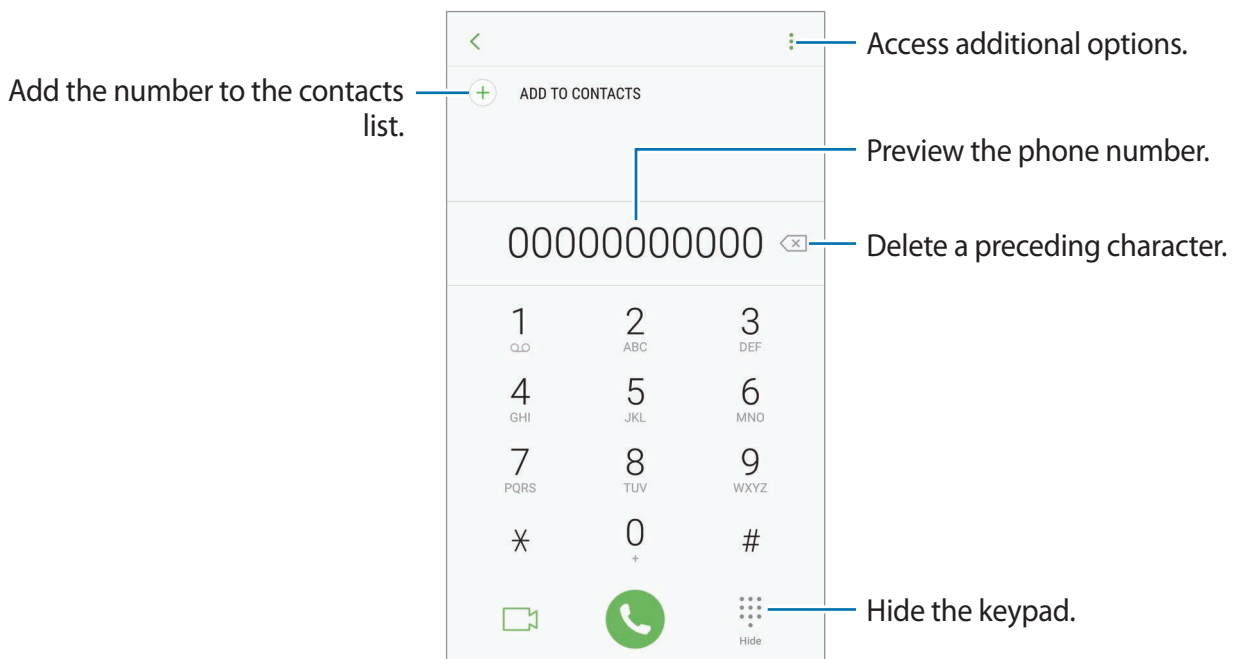 Access additional options.
Add the number to the contacts
list.
ADD TO CONTACTS
Preview the phone number.
00000000000
Delete a preceding character.
1 2 3
ABC DEF
4 5 6
GHI JKL MNO
7 8 9
PQRS TUV WXYZ
* 0 #
+
Hide the keypad.
Hide